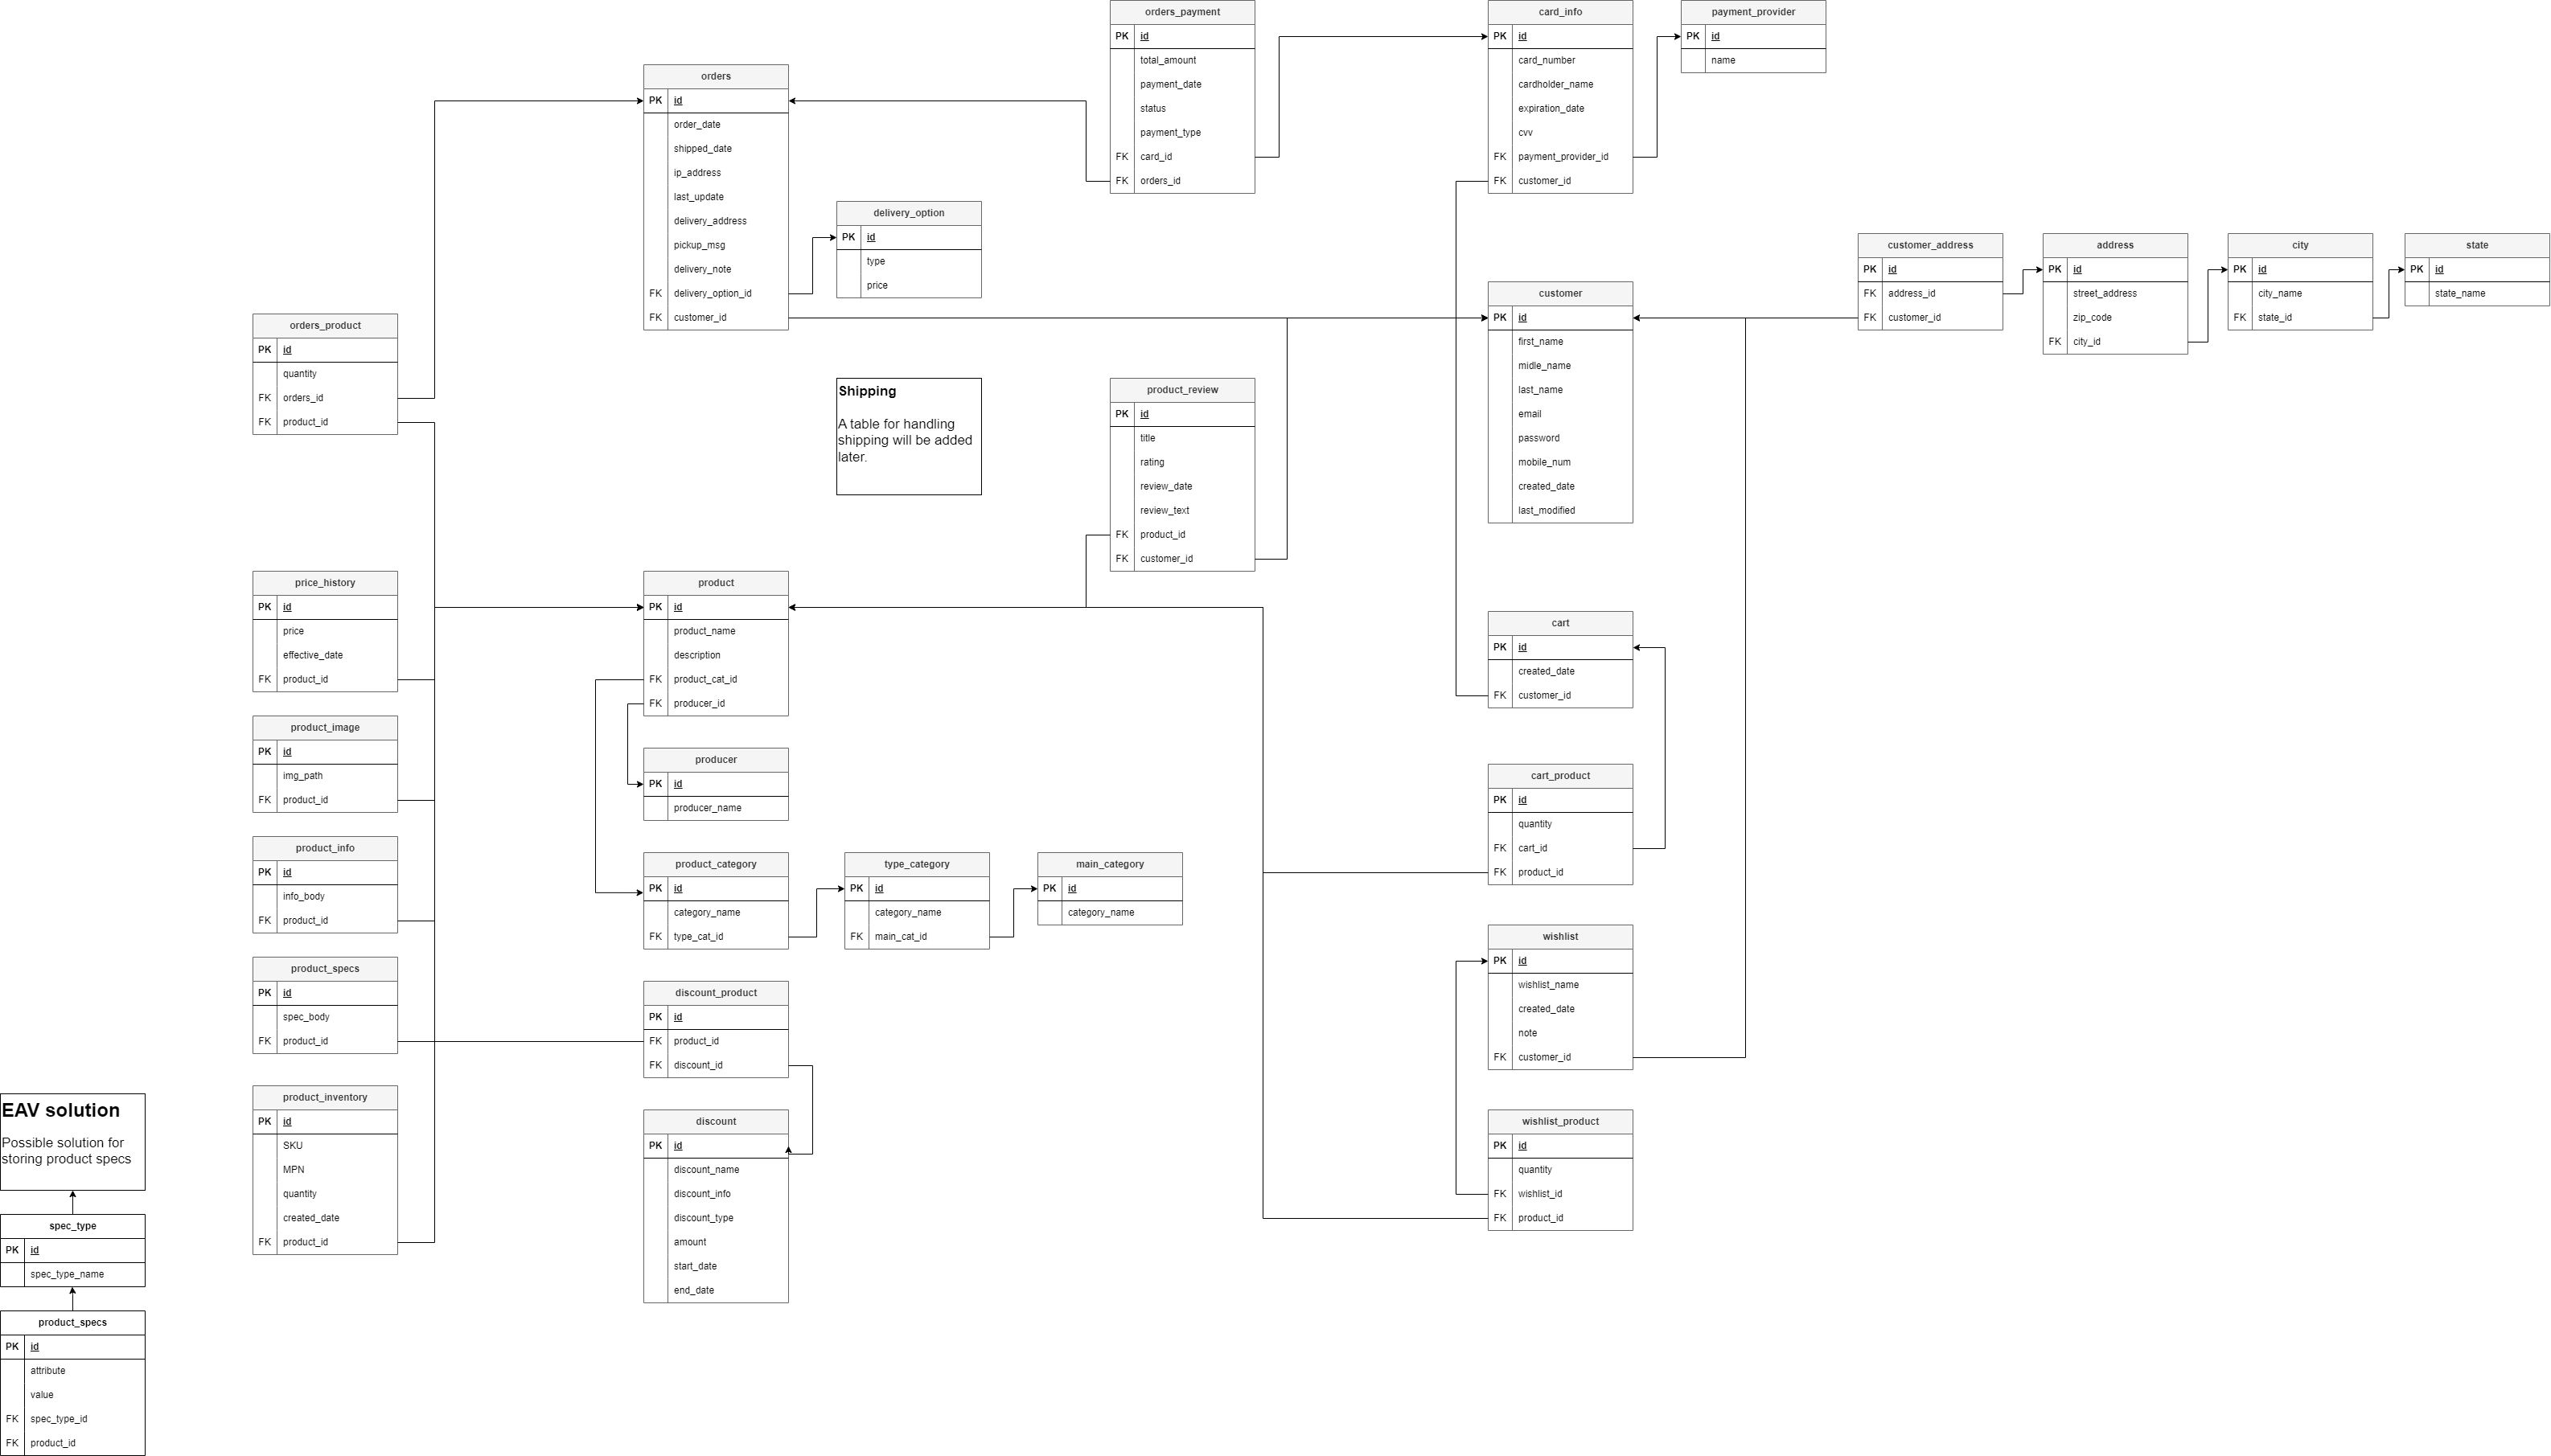 orders_payment
PK id
total_amount
payment_date
status
payment_type
FK card_id
FK orders_id
card_info
PK id
card_number
cardholder_name
expiration_date
cvv
FK payment_provider_id
FK customer_id
payment_provider
PK id
name
orders
PK id
order_date
shipped_date
ip_address
last_update
delivery_address
pickup_msg
delivery_note
FK delivery_option_id
FK customer_id
delivery_option
PK id
type
price
customer_address
PK id
FK address_id
FK customer_id
address
PK id
street_address
zip_code
FK city_id
city
PK id
city_name
FK state_id
state
PK id
state_name
customer
PK id
first_name
midle_name
last_name
email
password
mobile_num
created_date
last_modified
orders_product
PK id
quantity
FK orders_id
FK product_id
Shipping
A table for handling
shipping will be added
later.
product_review
PK id
title
rating
review_date
review_text
FK product_id
FK customer_id
price_history
PK id
price
effective_date
FK product_id
product
PK id
product_name
description
FK product_cat_id
FK producer_id
cart
PK id
created_date
FK customer_id
product_image
PK id
img_path
FK product_id
producer
PK id
producer_name
cart_product
PK id
quantity
FK cart_id
FK product_id
product_info
PK id
info_body
FK product_id
product_category
PK id
category_name
FK type_cat_id
type_category
PK id
category_name
FK main_cat_id
main_category
PK id
category_name
wishlist
PK id
wishlist_name
created_date
note
FK customer_id
product_specs
PK id
spec_body
FK product_id
discount_product
PK id
FK product_id
FK discount_id
product_inventory
PK id
SKU
MPN
quantity
created_date
FK product_id
discount
PK id
discount_name
discount_info
discount_type
amount
start_date
end_date
wishlist_product
PK id
quantity
FK wishlist_id
FK product_id
EAV solution
Possible solution for
storing product specs
spec_type
PK id
spec_type_name
product_specs
PK id
attribute
value
FK spec_type_id
FK product_id